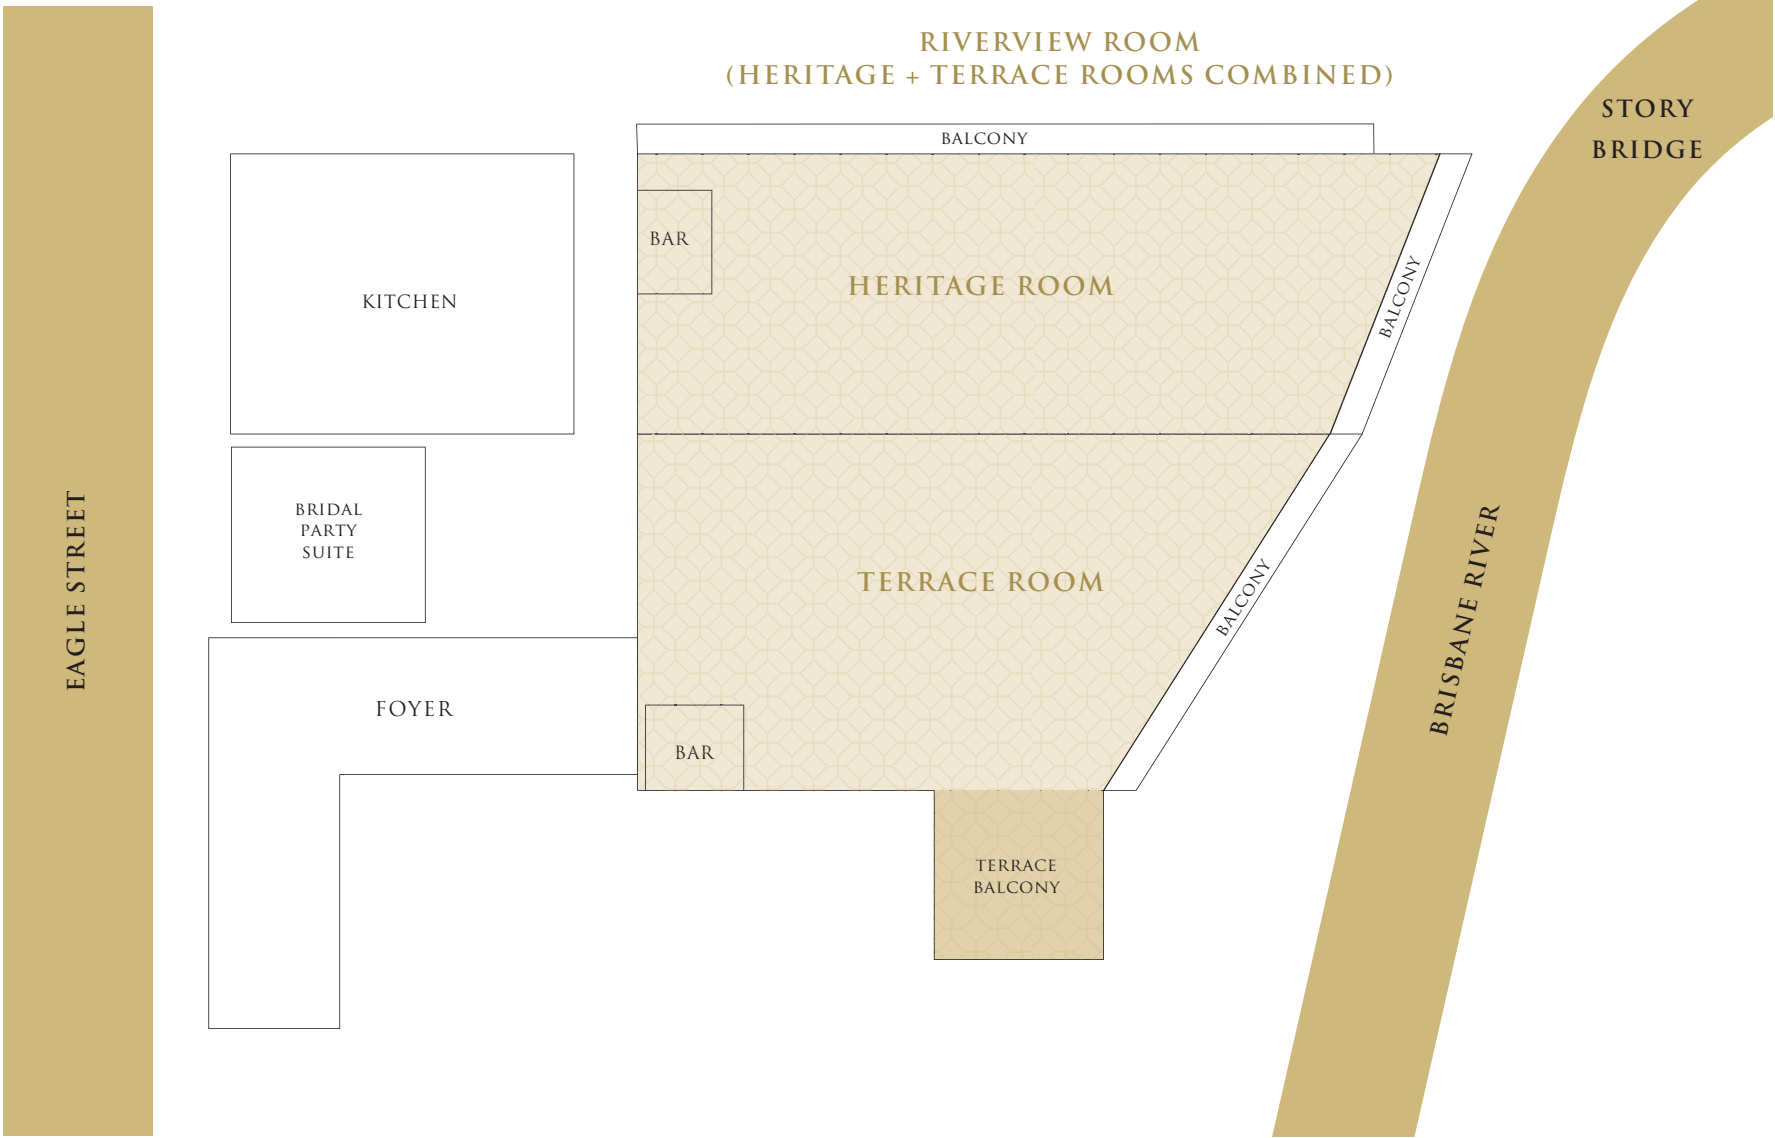 RIVERVIEW ROOM
(HERITAGE + TERRACE ROOMS COMBINED)
STORY
BRIDGE
BALCONY
BAR
HERITAGE ROOM
BALCONY
KITCHEN
BRIDAL
PARTY
SUITE
EAGLE STREET
TERRACE ROOM
BALCONY
BRISBANE RIVER
FOYER
BAR
TERRACE
BALCONY